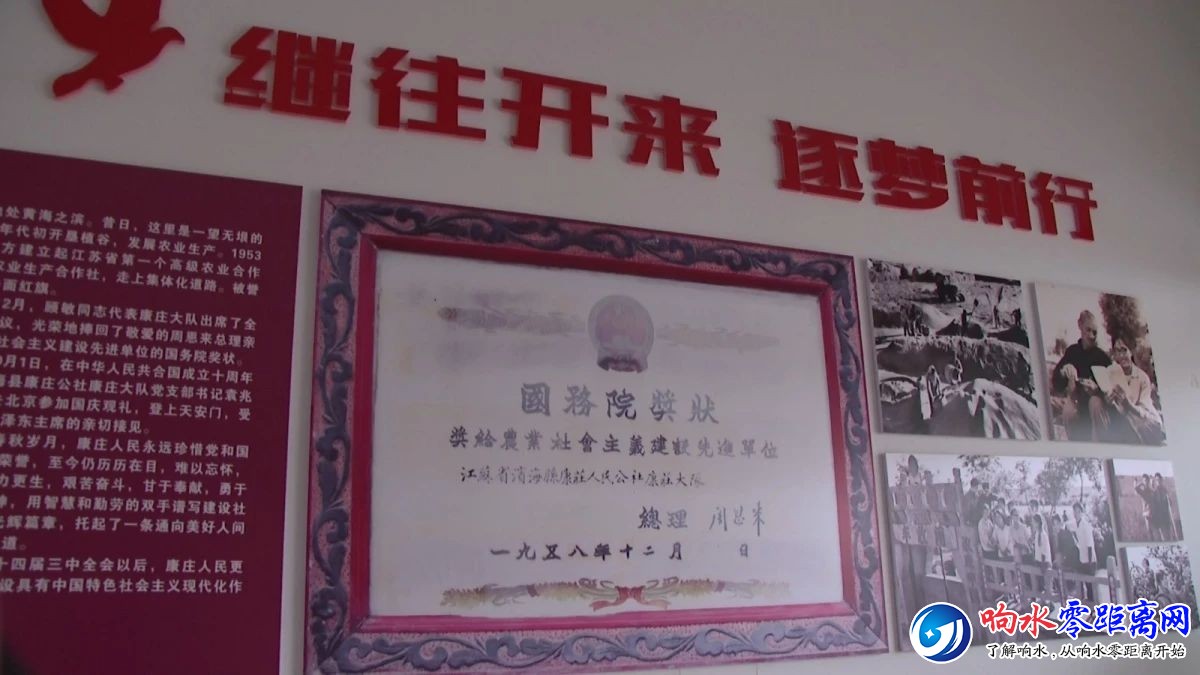 继往开来 逐梦前行
处黄海之滨。昔日，这里是一望无垠的
年代初开垦植谷，发展农业生产。1953
方建立起江苏省第一个高级农业合作
农业生产合作社，走上集体化道路。被誉
面红旗。
2月，顾敏同志代表康庄大队出席了全
议，光荣地捧回了敬爱的周恩来总理亲
社会主义建设先进单位的国务院奖状。
月1日，在中华人民共合国成立十周年
海县康庄公社康庄大队党支部书记袁兆
北京参加国庆观礼，登上天安门，受
泽东主席的亲切接见。
春秋岁月，康庄人民永远珍惜党和国
荣誉，至今仍历历在目，难以忘怀，
力更生，艰苦奋斗，甘于奉献，勇于
神，用智慧和勤劳的双手谱写建设社
光辉篇章，托起了一条通向美好人间
道。
十四届三中全会以后，康庄人民更
设具有中国特色社会主义现代化作
國務院獎狀
獎給農業社會主義建設先進單位
江蘇省濱海縣康莊人民公社康莊大隊
總理 周恩來
一九五八年十二月 日
响水零距离网
了解响水，从响水零距离开始